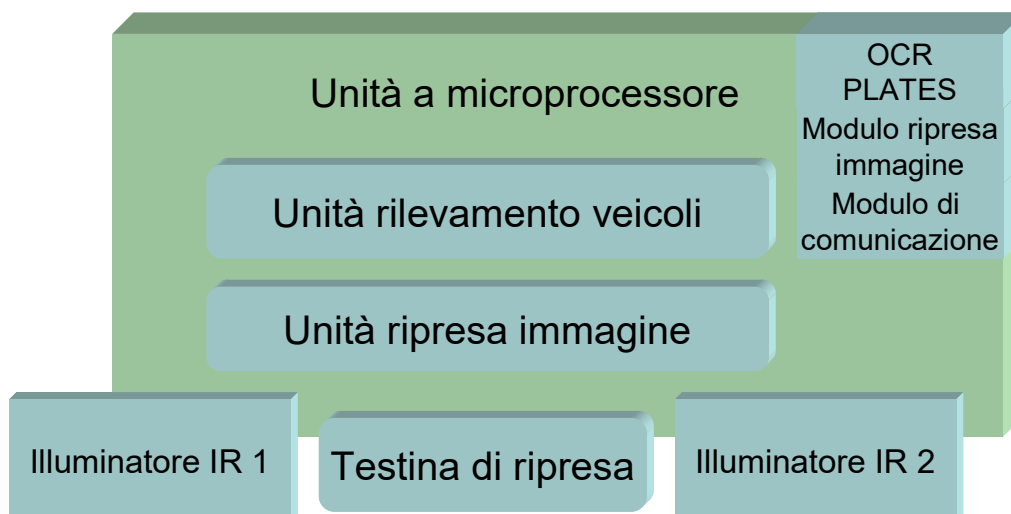 Unità a microprocessore
OCR
PLATES
Modulo ripresa
immagine
Modulo di
comunicazione
Unità rilevamento veicoli
Unità ripresa immagine
Illuminatore IR 1
Testina di ripresa
Illuminatore IR 2